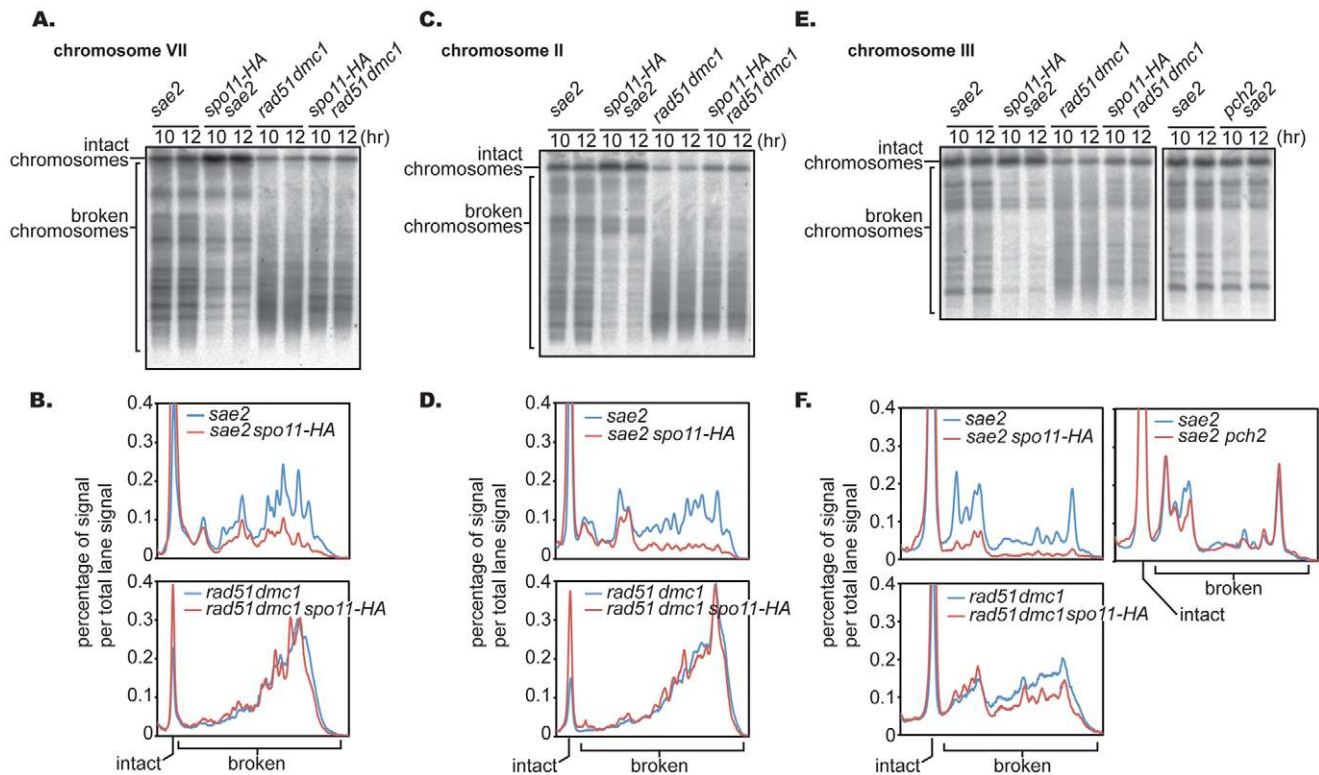 A.
chromosome VII
sae2
spo11-HA
sae2
rad51dmc1
spo11-HA
rad51dmc1
10 12 10 12 10 12 10 12 (hr)
intact
chromosomes
broken
chromosomes
C.
chromosome II
sae2
spo11-HA
sae2
rad51dmc1
spo11-HA
rad51dmc1
10 12 10 12 10 12 10 12 (hr)
intact
chromosomes
broken
chromosomes
E.
chromosome III
sae2
spo11-HA
sae2
rad51dmc1
spo11-HA
rad51dmc1
sae2
pch2
sae2
10 12 10 12 10 12 10 12
10 12 10 12 (hr)
intact
chromosomes
broken
chromosomes
B.
percentage of signal
per total lane signal
0.4
0.3
0.2
0.1
0
sae2
sae2 spo11-HA
0.4
0.3
0.2
0.1
0
rad51dmc1
rad51 dmc1 spo11-HA
intact
broken
D.
percentage of signal
per total lane signal
0.4
0.3
0.2
0.1
0
sae2
sae2 spo11-HA
0.4
0.3
0.2
0.1
0
rad51 dmc1
rad51 dmc1 spo11-HA
intact
broken
F.
percentage of signal
per total lane signal
0.4
0.3
0.2
0.1
0
sae2
sae2 spo11-HA
sae2
sae2 pch2
broken
intact
0.4
0.3
0.2
0.1
0
rad51dmc1
rad51dmc1spo11-HA
intact
broken